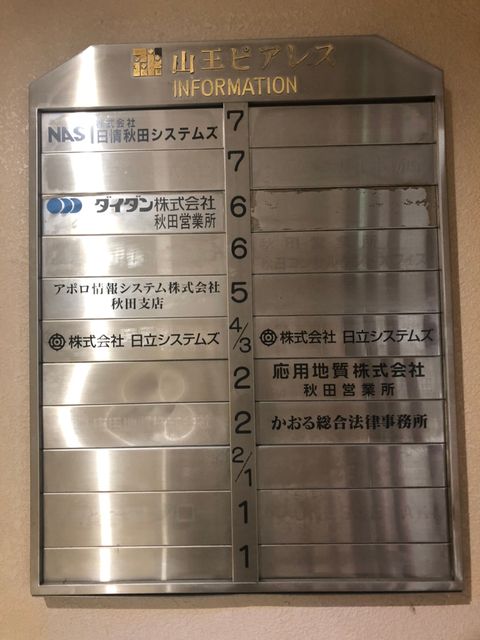 山王ピアレス
INFORMATION
NAS 株式会社
日情秋田システムズ
7
7
ダイダン株式会社
秋田営業所
6
6
アポロ情報システム株式会社
秋田支店
5
株式会社 日立システムズ
4/3
株式会社 日立システムズ
2
応用地質株式会社
秋田営業所
2
かおる総合法律事務所
2/1
1
1